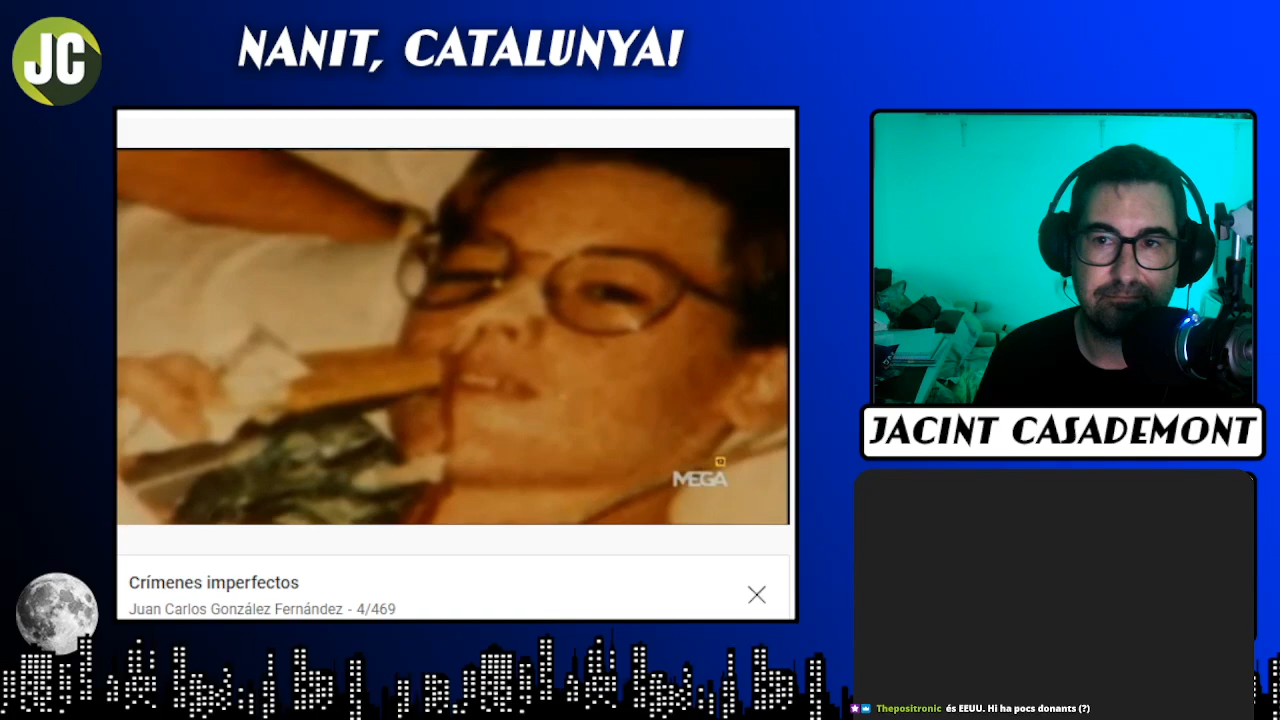 JC
NANIT, CATALUNYA!
MEGA
Crímenes imperfectos
Juan Carlos González Fernández - 4/469
JACINT CASADEMONT
Thepositronic és EEUU. Hi ha pocs donants (?)